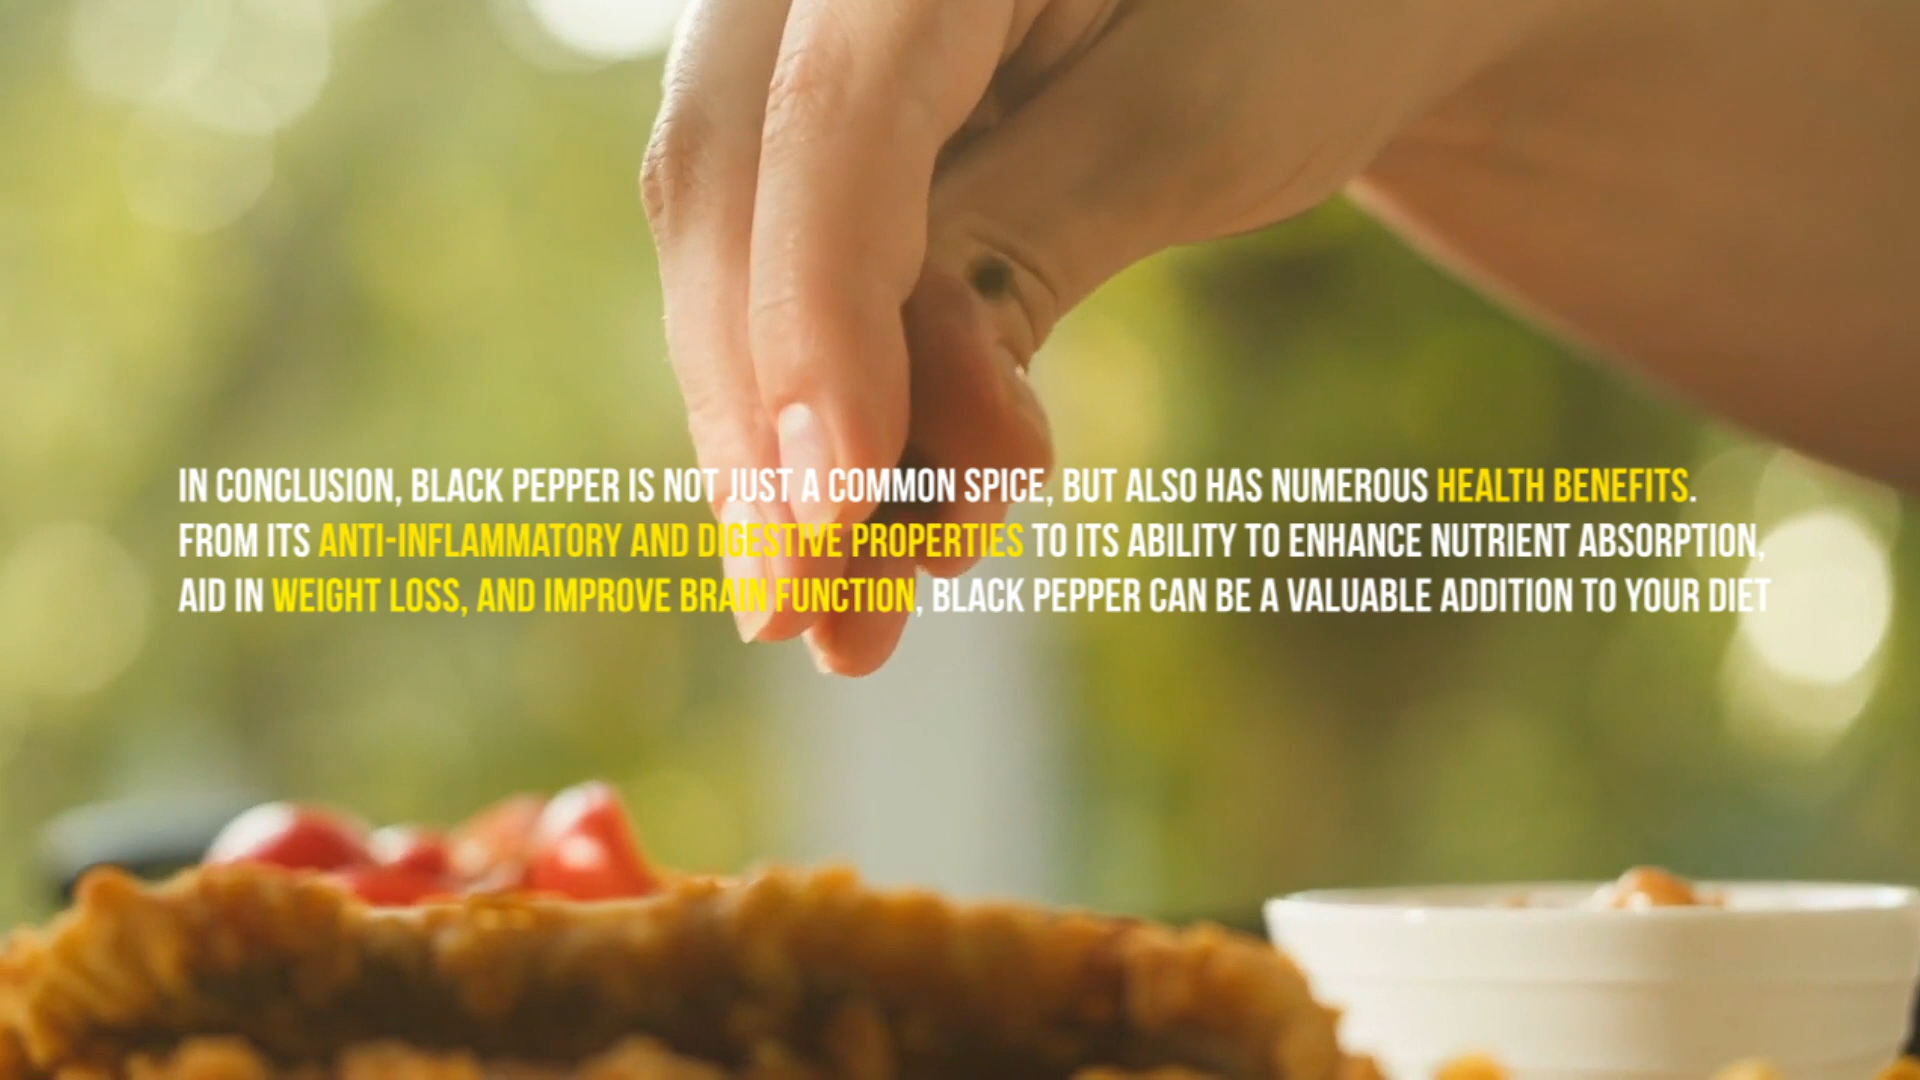 IN CONCLUSION, BLACK PEPPER IS NOT JUST A COMMON SPICE, BUT ALSO HAS NUMEROUS HEALTH BENEFITS.
FROM ITS ANTI-INFLAMMATORY AND DIGESTIVE PROPERTIES TO ITS ABILITY TO ENHANCE NUTRIENT ABSORPTION,
AID IN WEIGHT LOSS, AND IMPROVE BRAIN FUNCTION, BLACK PEPPER CAN BE A VALUABLE ADDITION TO YOUR DIET